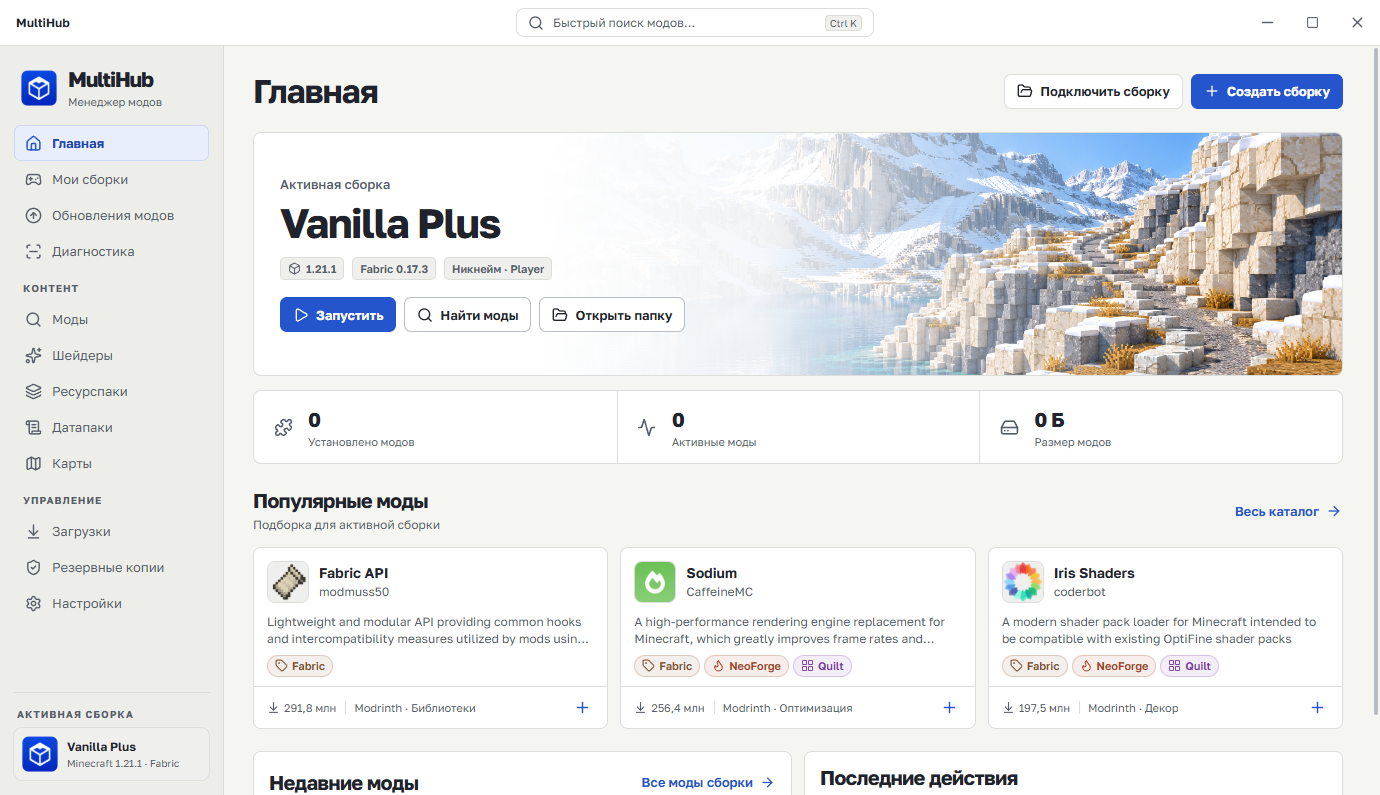 MultiHub
Быстрый поиск модов...
Ctrl K
MultiHub
Менеджер модов
Главная
Мои сборки
Обновления модов
Диагностика
КОНТЕНТ
Моды
Шейдеры
Ресурспаки
Датапаки
Карты
УПРАВЛЕНИЕ
Загрузки
Резервные копии
Настройки
АКТИВНАЯ СБОРКА
Vanilla Plus
Minecraft 1.21.1 · Fabric
Главная
Подключить сборку
Создать сборку
Активная сборка
Vanilla Plus
1.21.1
Fabric 0.17.3
Никнейм · Player
Запустить
Найти моды
Открыть папку
0
Установлено модов
0
Активные моды
0 Б
Размер модов
Популярные моды
Подборка для активной сборки
Весь каталог
Fabric API
modmuss50
Lightweight and modular API providing common hooks
and intercompatibility measures utilized by mods usin...
Fabric
291,8 млн
Modrinth · Библиотеки
Sodium
CaffeineMC
A high-performance rendering engine replacement for
Minecraft, which greatly improves frame rates and...
Fabric
NeoForge
Quilt
256,4 млн
Modrinth · Оптимизация
Iris Shaders
coderbot
A modern shader pack loader for Minecraft intended to
be compatible with existing OptiFine shader packs
Fabric
NeoForge
Quilt
197,5 млн
Modrinth · Декор
Недавние моды
Все моды сборки
Последние действия